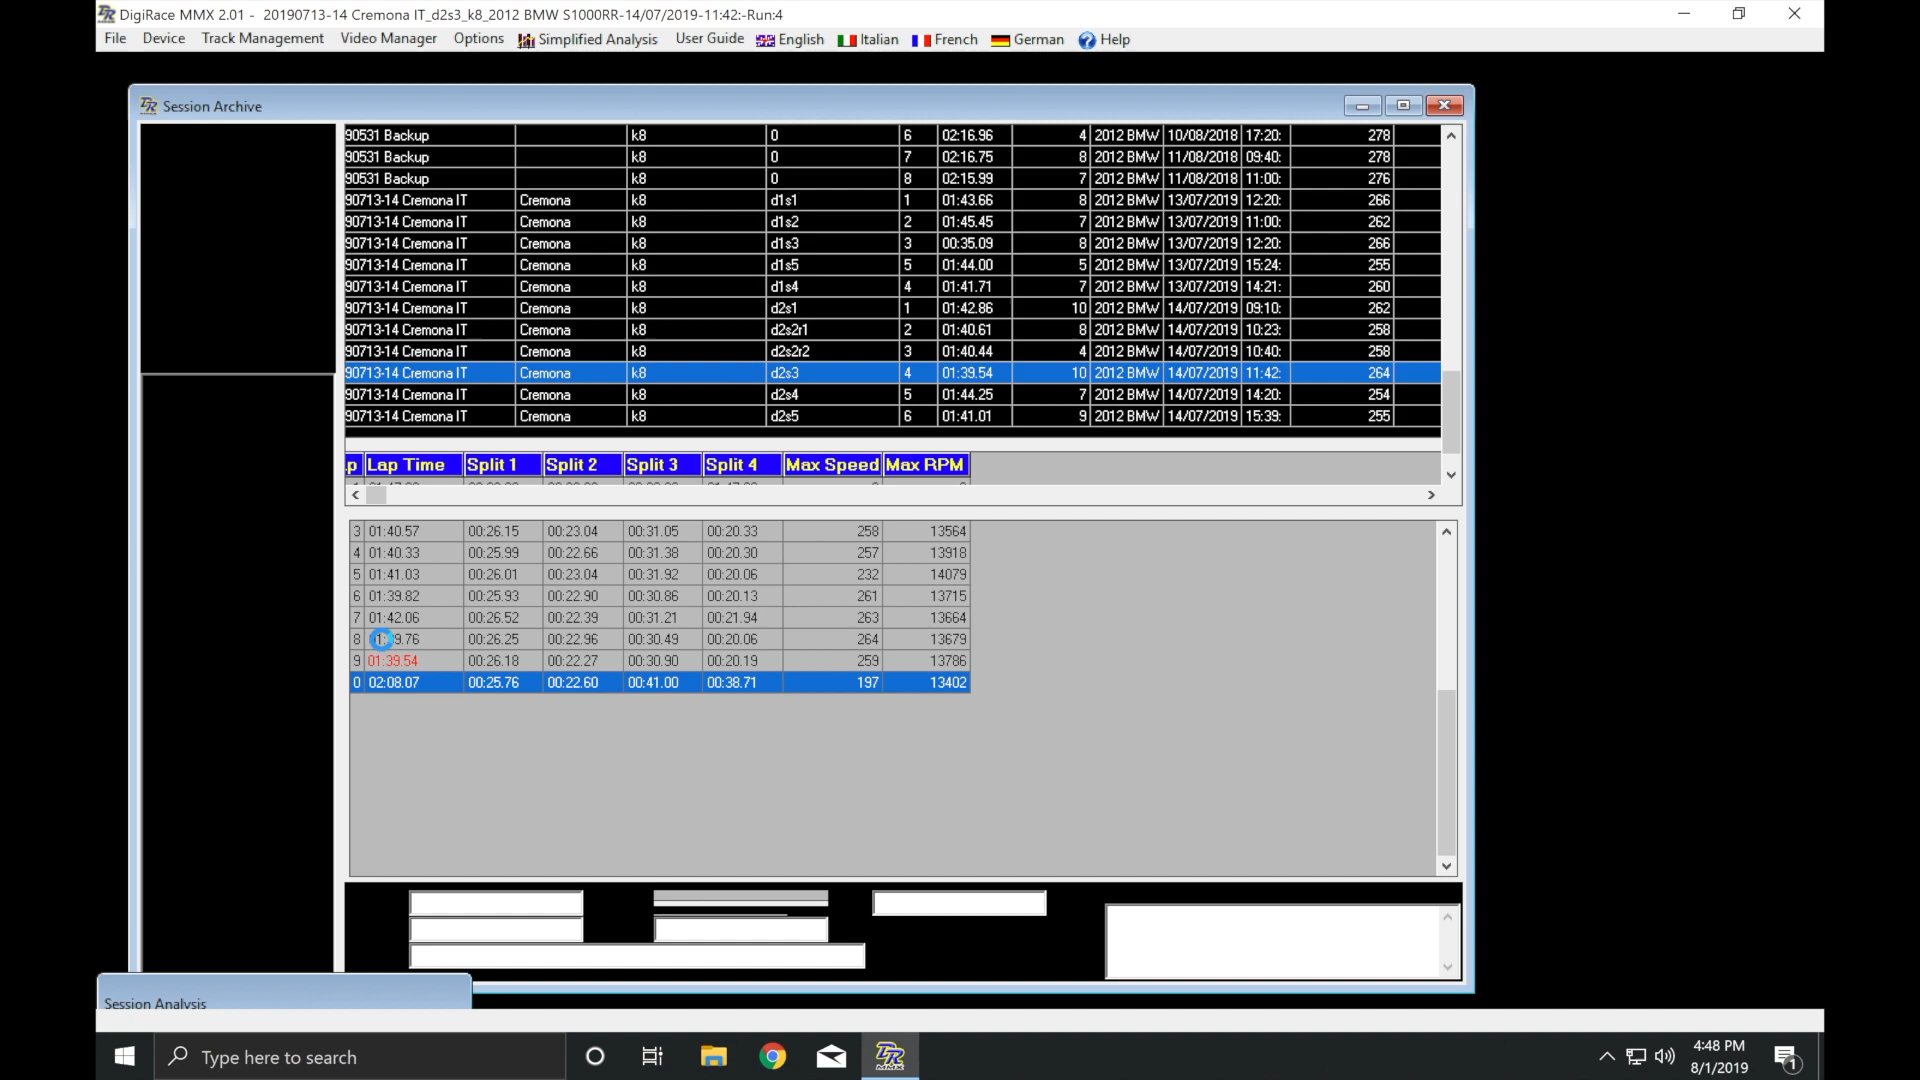 DigiRace MMX 2.01 - 20190713-14 Cremona IT_d2s3_k8_2012 BMW S1000RR-14/07/2019-11:42:-Run:4
File Device Track Management Video Manager Options Simplified Analysis User Guide English Italian French German Help
Session Archive
90531 Backup k8 0 6 02:16.96 4 2012 BMW 10/08/2018 17:20: 278
90531 Backup k8 0 7 02:16.75 8 2012 BMW 11/08/2018 09:40: 278
90531 Backup k8 0 8 02:15.99 7 2012 BMW 11/08/2018 11:00: 276
90713-14 Cremona IT Cremona k8 d1s1 1 01:43.66 8 2012 BMW 13/07/2019 12:20: 266
90713-14 Cremona IT Cremona k8 d1s2 2 01:45.45 7 2012 BMW 13/07/2019 11:00: 262
90713-14 Cremona IT Cremona k8 d1s3 3 00:35.09 8 2012 BMW 13/07/2019 12:20: 266
90713-14 Cremona IT Cremona k8 d1s5 5 01:44.00 5 2012 BMW 13/07/2019 15:24: 255
90713-14 Cremona IT Cremona k8 d1s4 4 01:41.71 7 2012 BMW 13/07/2019 14:21: 260
90713-14 Cremona IT Cremona k8 d2s1 1 01:42.86 10 2012 BMW 14/07/2019 09:10: 262
90713-14 Cremona IT Cremona k8 d2s2r1 2 01:40.61 8 2012 BMW 14/07/2019 10:23: 258
90713-14 Cremona IT Cremona k8 d2s2r2 3 01:40.44 4 2012 BMW 14/07/2019 10:40: 258
90713-14 Cremona IT Cremona k8 d2s3 4 01:39.54 10 2012 BMW 14/07/2019 11:42: 264
90713-14 Cremona IT Cremona k8 d2s4 5 01:44.25 7 2012 BMW 14/07/2019 14:20: 254
90713-14 Cremona IT Cremona k8 d2s5 6 01:41.01 9 2012 BMW 14/07/2019 15:39: 255
p Lap Time Split 1 Split 2 Split 3 Split 4 Max Speed Max RPM
3 01:40.57 00:26.15 00:23.04 00:31.05 00:20.33 258 13564
4 01:40.33 00:25.99 00:22.66 00:31.38 00:20.30 257 13918
5 01:41.03 00:26.01 00:23.04 00:31.92 00:20.06 232 14079
6 01:39.82 00:25.93 00:22.90 00:30.86 00:20.13 261 13715
7 01:42.06 00:26.52 00:22.39 00:31.21 00:21.94 263 13664
8 01:39.76 00:26.25 00:22.96 00:30.49 00:20.06 264 13679
9 01:39.54 00:26.18 00:22.27 00:30.90 00:20.19 259 13786
0 02:08.07 00:25.76 00:22.60 00:41.00 00:38.71 197 13402
Session Analysis
Type here to search
4:48 PM
8/1/2019
1